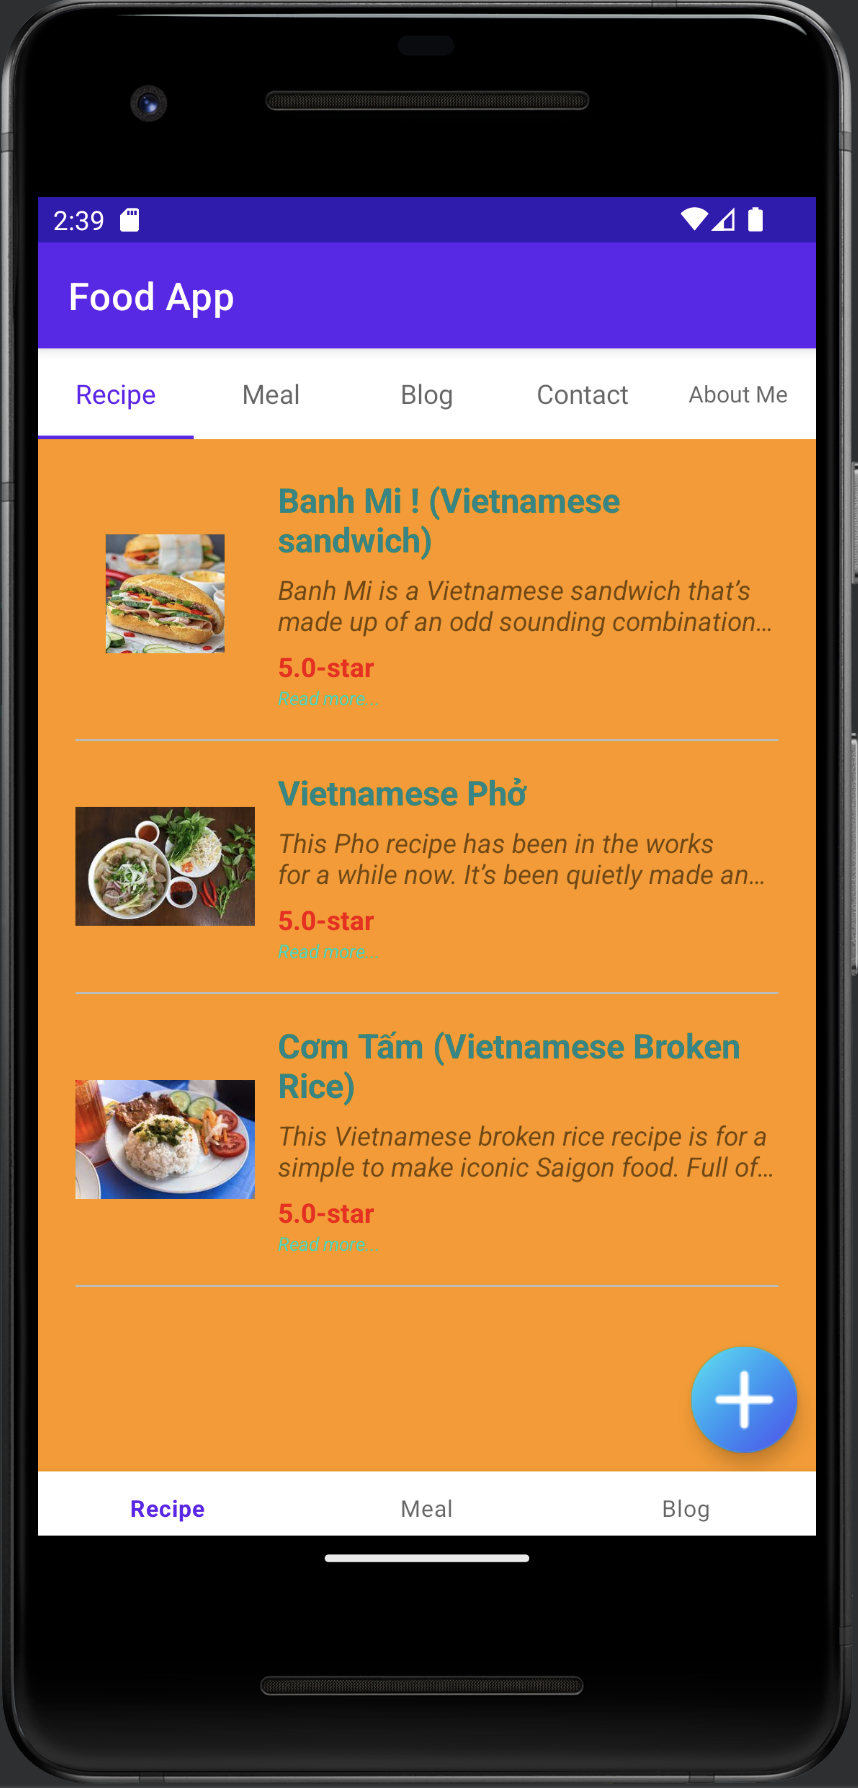 2:39
Food App
Recipe Meal Blog Contact About Me
Banh Mi ! (Vietnamese
sandwich)
Banh Mi is a Vietnamese sandwich that's
made up of an odd sounding combination...
5.0-star
Read more...
Vietnamese Phở
This Pho recipe has been in the works
for a while now. It's been quietly made an...
5.0-star
Read more...
Cơm Tấm (Vietnamese Broken
Rice)
This Vietnamese broken rice recipe is for a
simple to make iconic Saigon food. Full of...
5.0-star
Read more...
Recipe Meal Blog